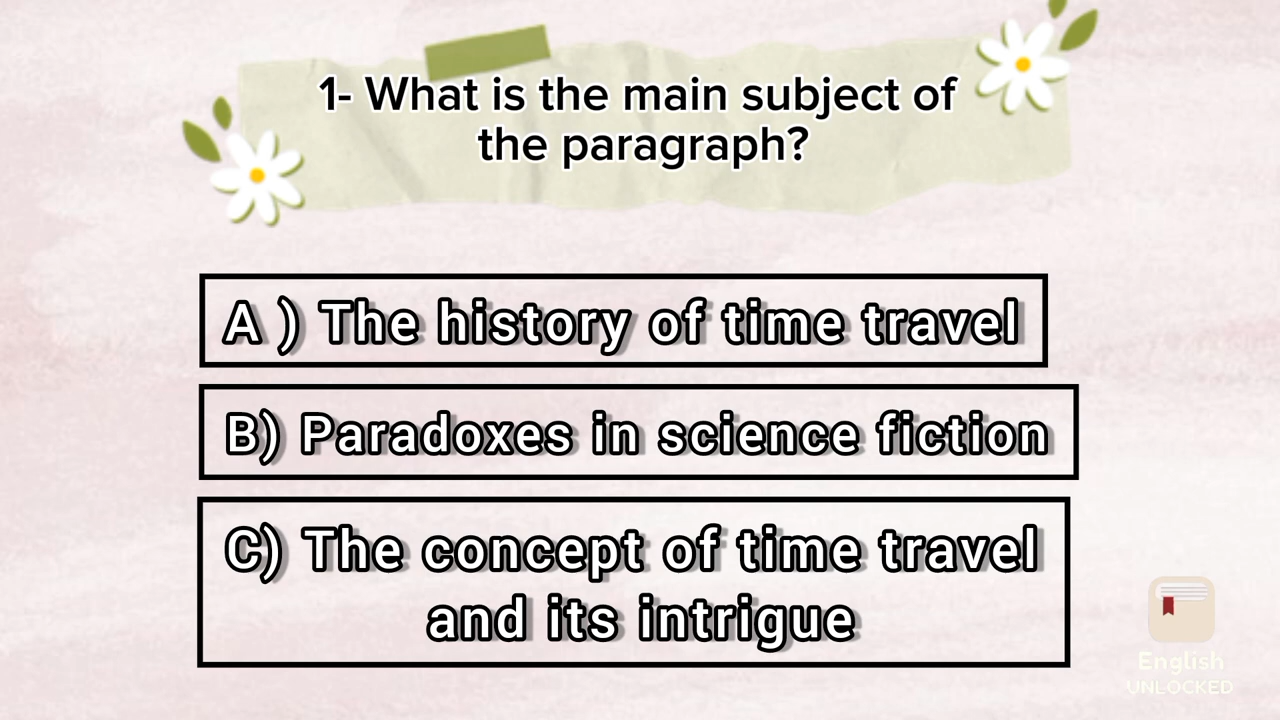 1- What is the main subject of
the paragraph?
A ) The history of time travel
B) Paradoxes in science fiction
C) The concept of time travel
and its intrigue
English
UNLOCKED